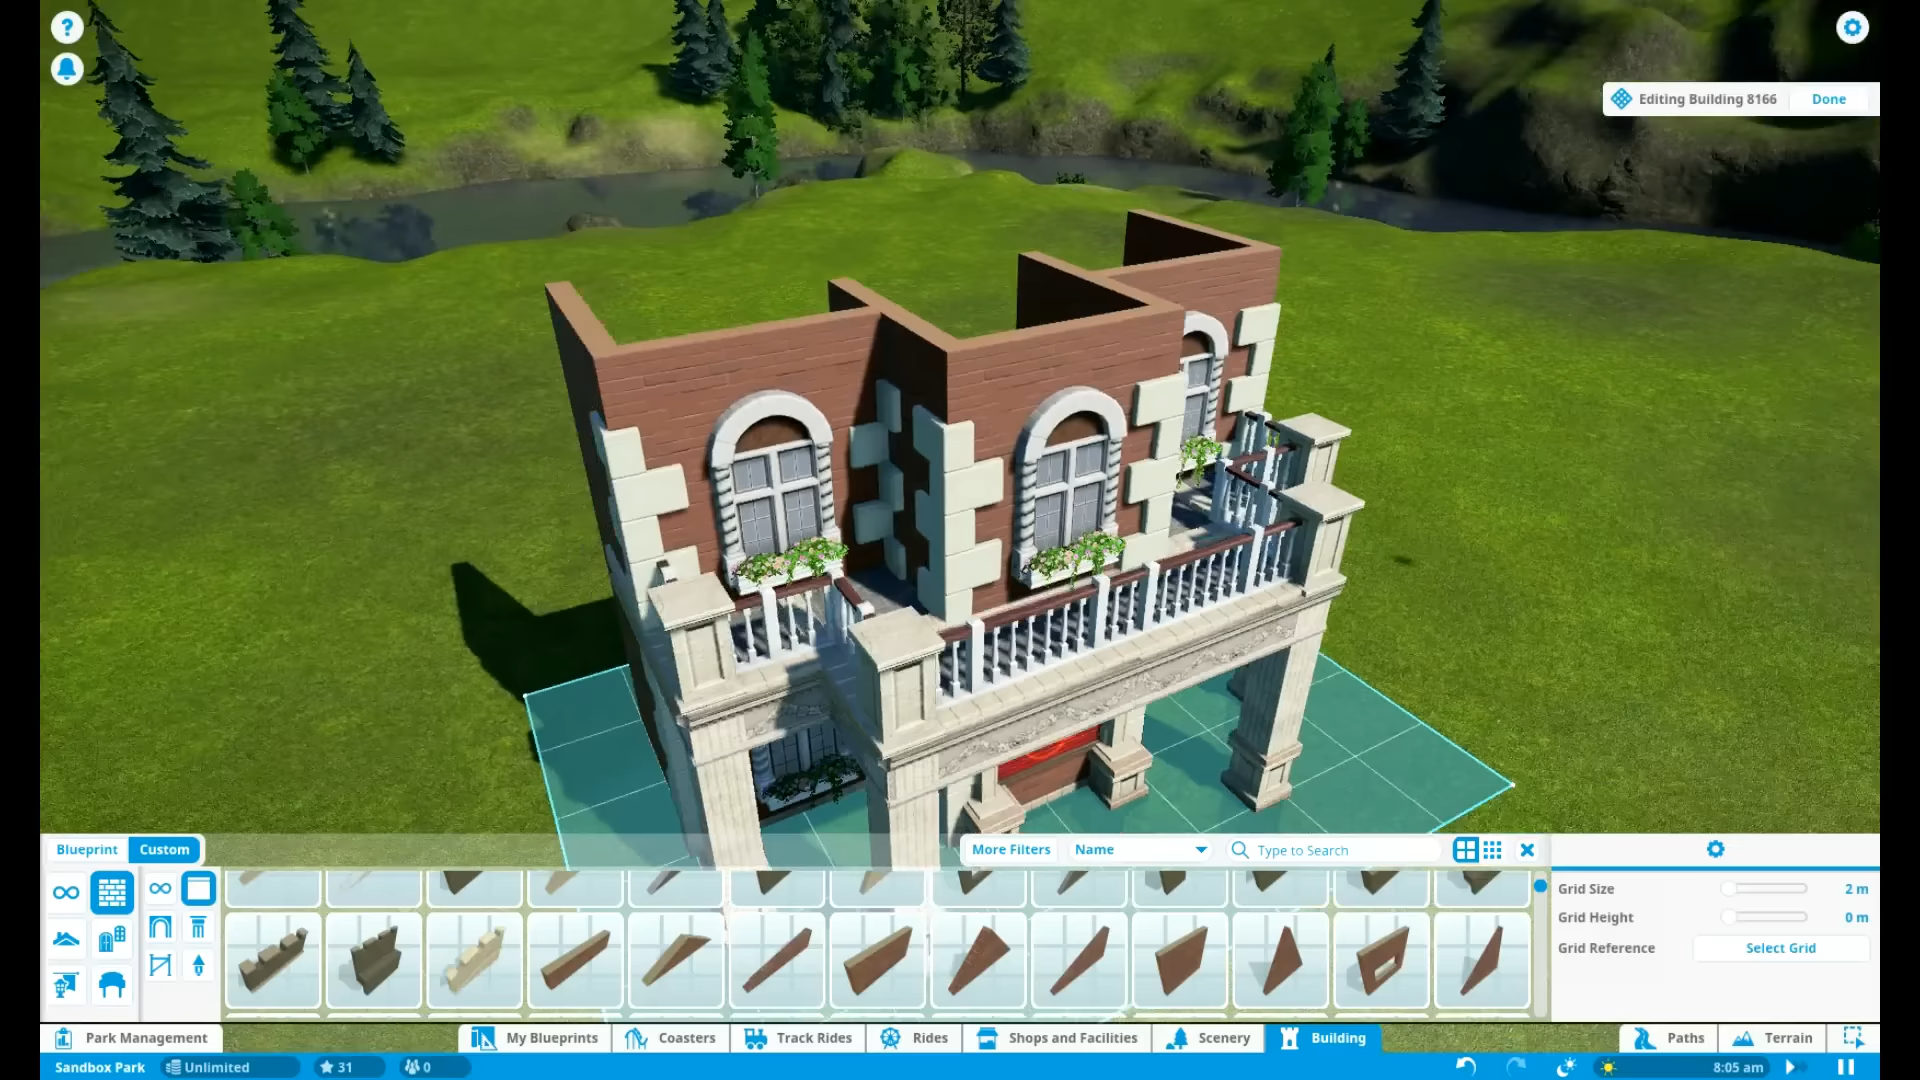 ?
Editing Building 8166
Done
Blueprint
Custom
More Filters
Name
Type to Search
Grid Size
2 m
Grid Height
0 m
Grid Reference
Select Grid
Park Management
My Blueprints
Coasters
Track Rides
Rides
Shops and Facilities
Scenery
Building
Paths
Terrain
Sandbox Park
Unlimited
31
0
8:05 am